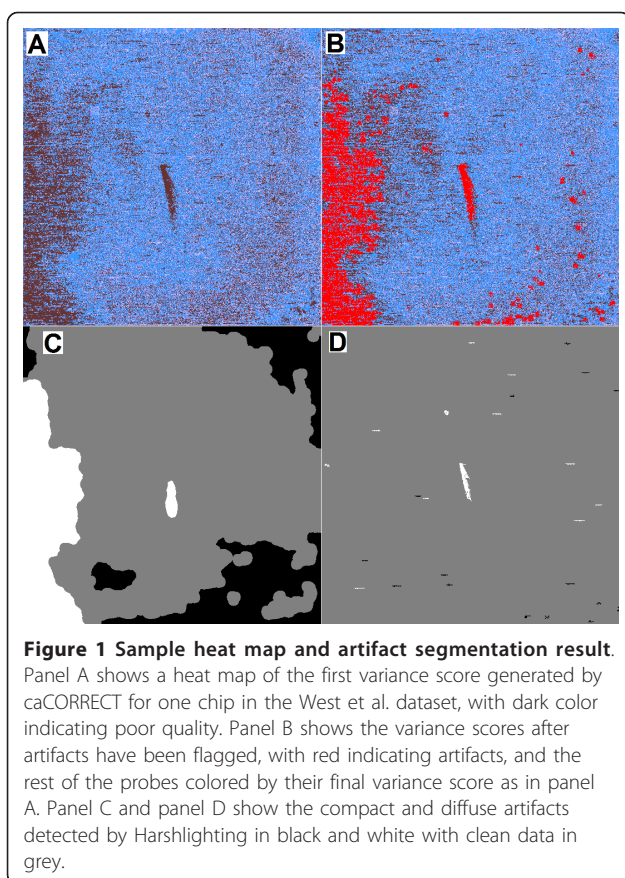 A
B
C
D
Figure 1 Sample heat map and artifact segmentation result.
Panel A shows a heat map of the first variance score generated by
caCORRECT for one chip in the West et al. dataset, with dark color
indicating poor quality. Panel B shows the variance scores after
artifacts have been flagged, with red indicating artifacts, and the
rest of the probes colored by their final variance score as in panel
A. Panel C and panel D show the compact and diffuse artifacts
detected by Harshlighting in black and white with clean data in
grey.